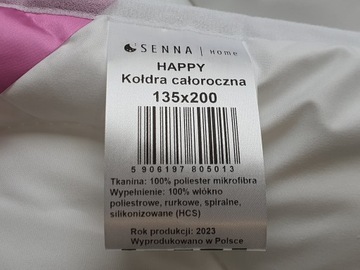 SENNA | HOME
HAPPY
Kołdra całoroczna
135x200
5 906197 805013
Tkanina: 100% poliester mikrofibra
Wypełnienie: 100% włókno
poliestrowe, rurkowe, spiralne,
silikonizowane (HCS)
Rok produkcji: 2023
Wyprodukowano w Polsce